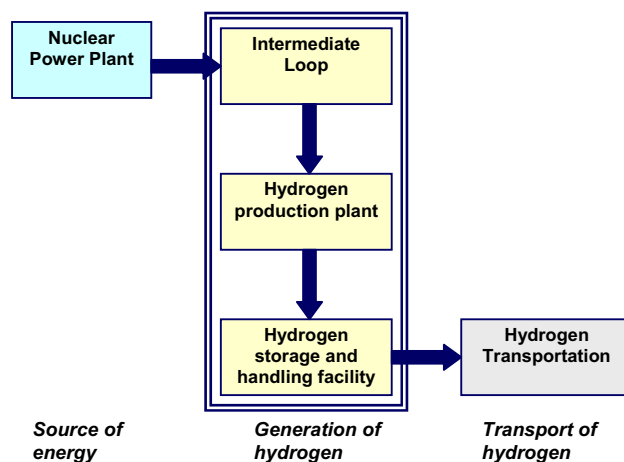 Nuclear
Power Plant
Intermediate
Loop
Hydrogen
production plant
Hydrogen
storage and
handling facility
Hydrogen
Transportation
Source of
energy
Generation of
hydrogen
Transport of
hydrogen